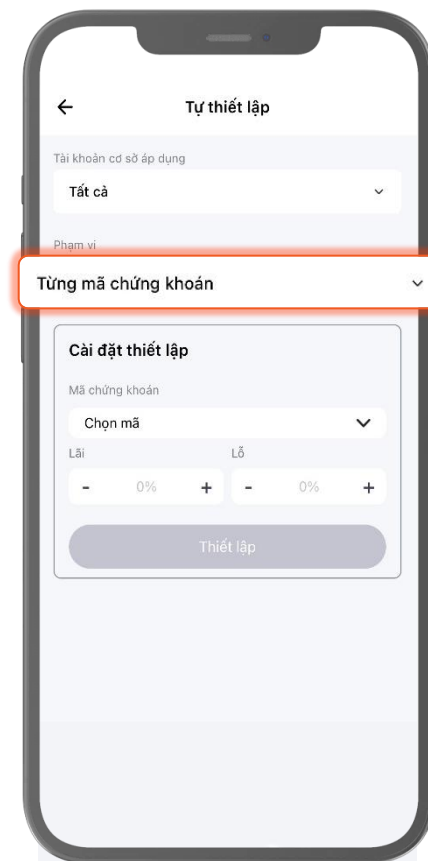 Tự thiết lập
Tài khoản cơ sở áp dụng
Tất cả
Phạm vi
Từng mã chứng khoán
Cài đặt thiết lập
Mã chứng khoán
Chọn mã
Lãi Lỗ
- 0% + - 0% +
Thiết lập